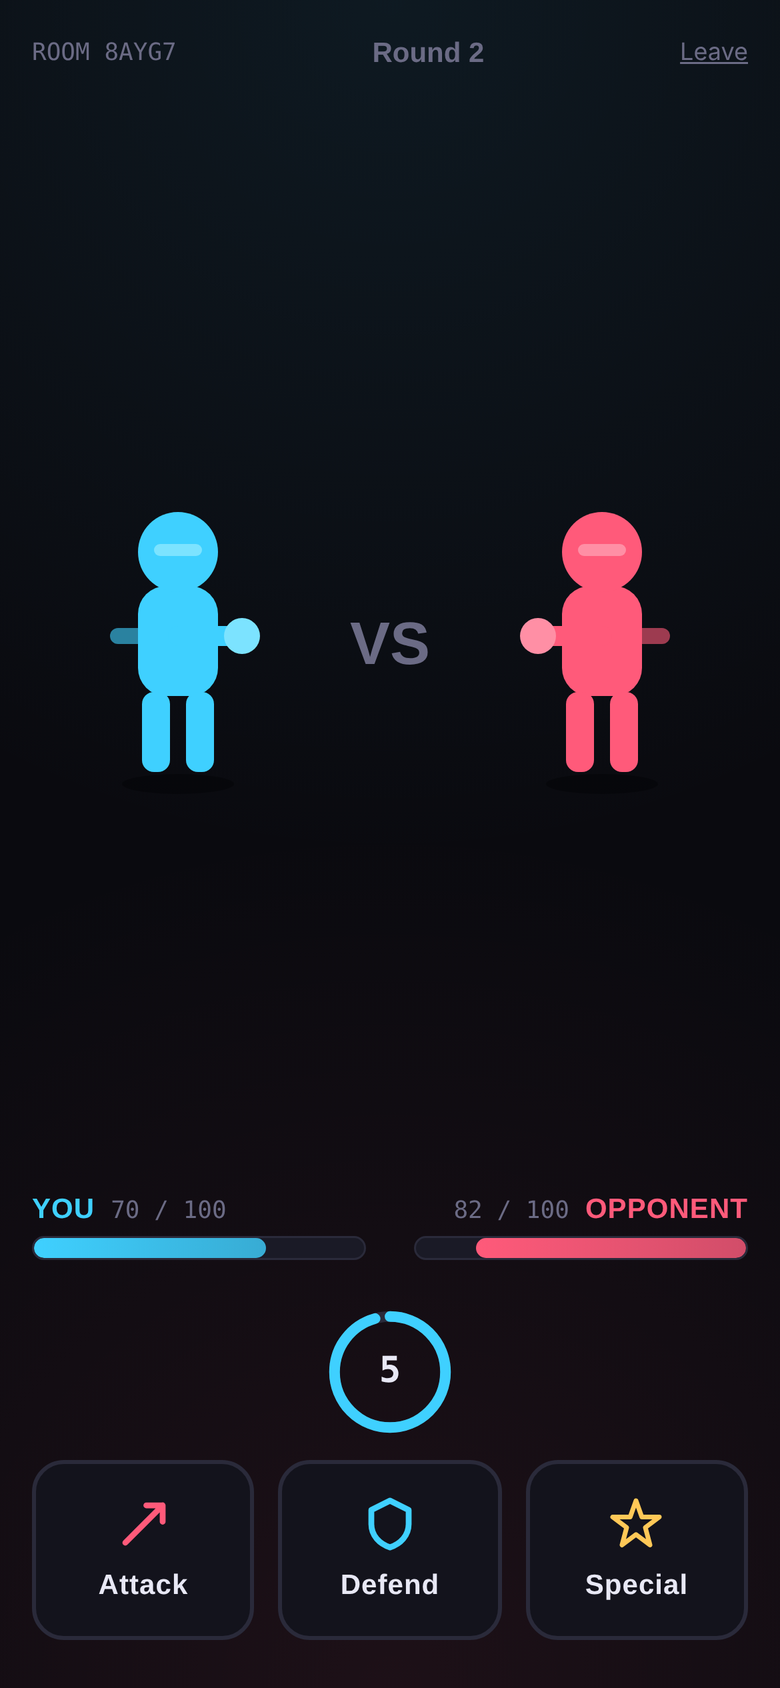 ROOM 8AYG7 Round 2 Leave
VS
YOU 70 / 100 82 / 100 OPPONENT
5
Attack Defend Special